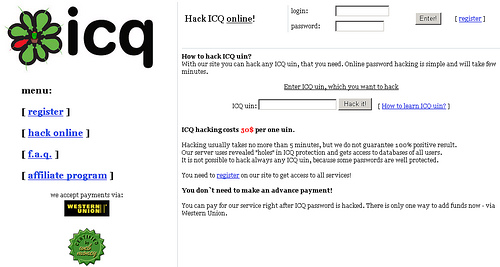 icq
Hack ICQ online!
login:
password:
Enter!
[ register ]
menu:
[ register ]
[ hack online ]
[ f.a.q. ]
[ affiliate program ]
we accept payments via:
WESTERN
UNION
How to hack ICQ uin?
With our site you can hack any ICQ uin, that you need. Online password hacking is simple and will take few
minutes.
Enter ICQ uin, which you want to hack
ICQ uin:
Hack it!
[ How to learn ICQ uin? ]
ICQ hacking costs 30$ per one uin.
Hacking usually takes no more than 5 minutes, but we do not guarantee 100% positive result.
Our server uses revealed "holes" in ICQ protection and gets access to databases of all users.
It is not possible to hack always any ICQ uin, because some passwords are well protected.
You need to register on our site to get access to all services!
You don`t need to make an advance payment!
You can pay for our service right after ICQ password is hacked. There is only one way to add funds now - via
Western Union.